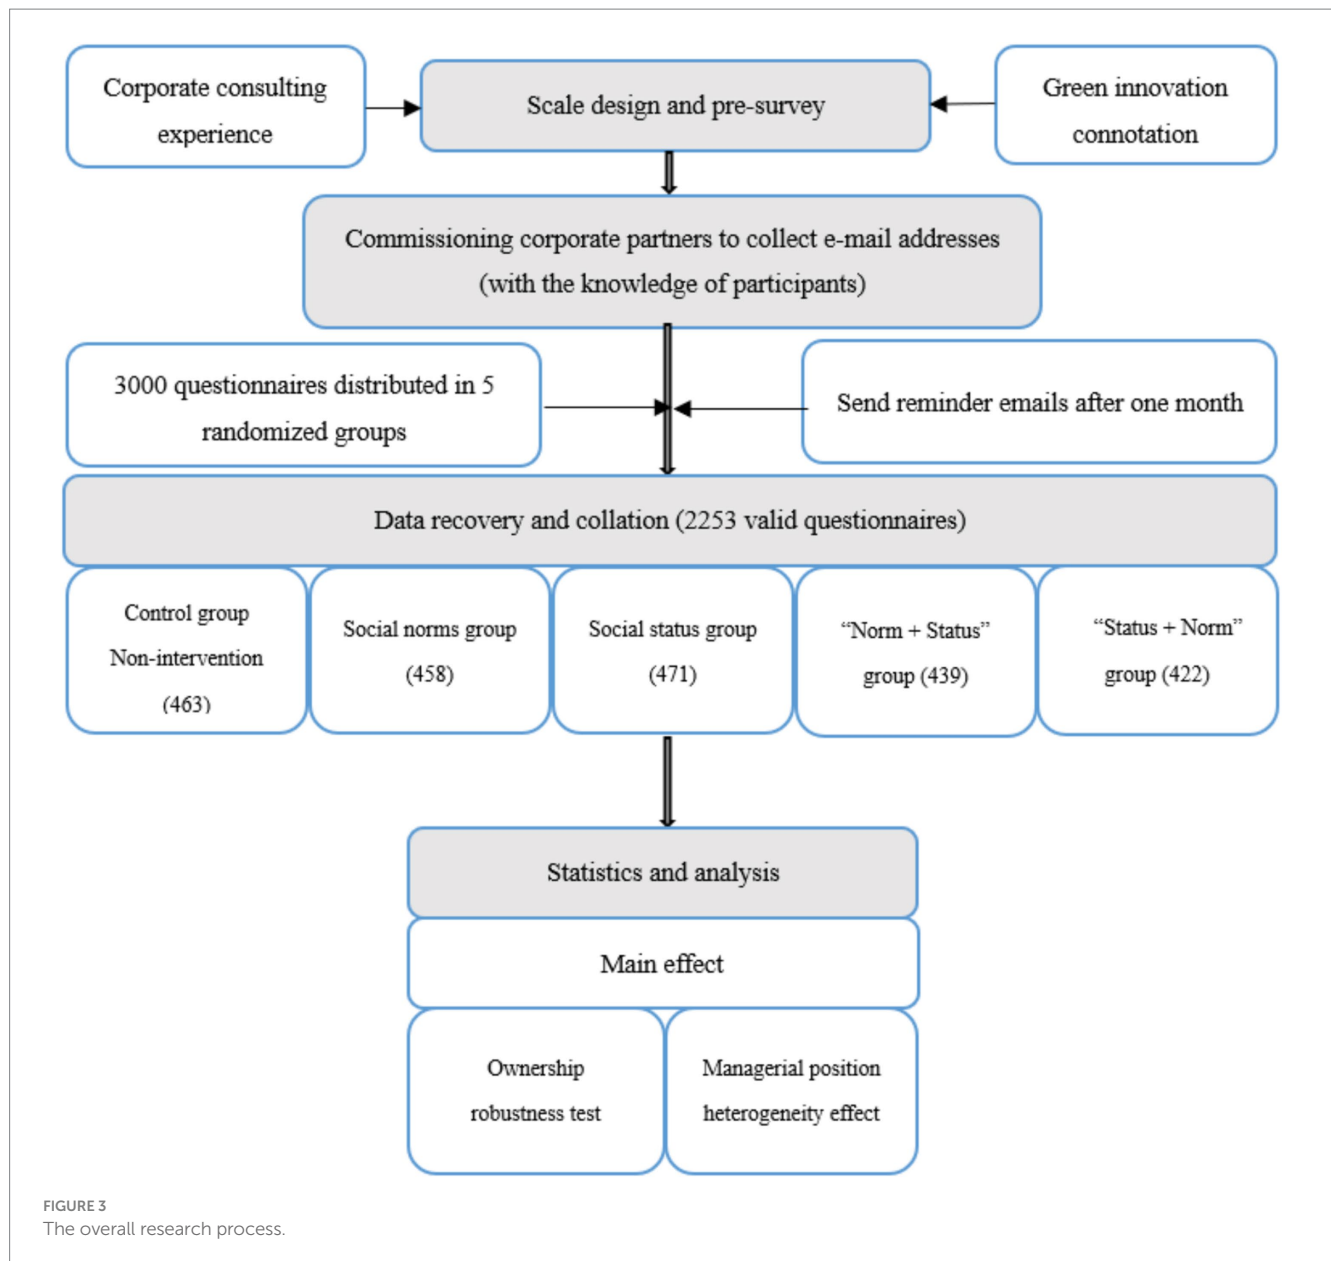 Corporate consulting
experience
Scale design and pre-survey
Green innovation
connotation
Commissioning corporate partners to collect e-mail addresses
(with the knowledge of participants)
3000 questionnaires distributed in 5
randomized groups
Send reminder emails after one month
Data recovery and collation (2253 valid questionnaires)
Control group
Non-intervention
(463)
Social norms group
(458)
Social status group
(471)
“Norm + Status”
group (439)
“Status + Norm”
group (422)
Statistics and analysis
Main effect
Ownership
robustness test
Managerial position
heterogeneity effect
FIGURE 3
The overall research process.